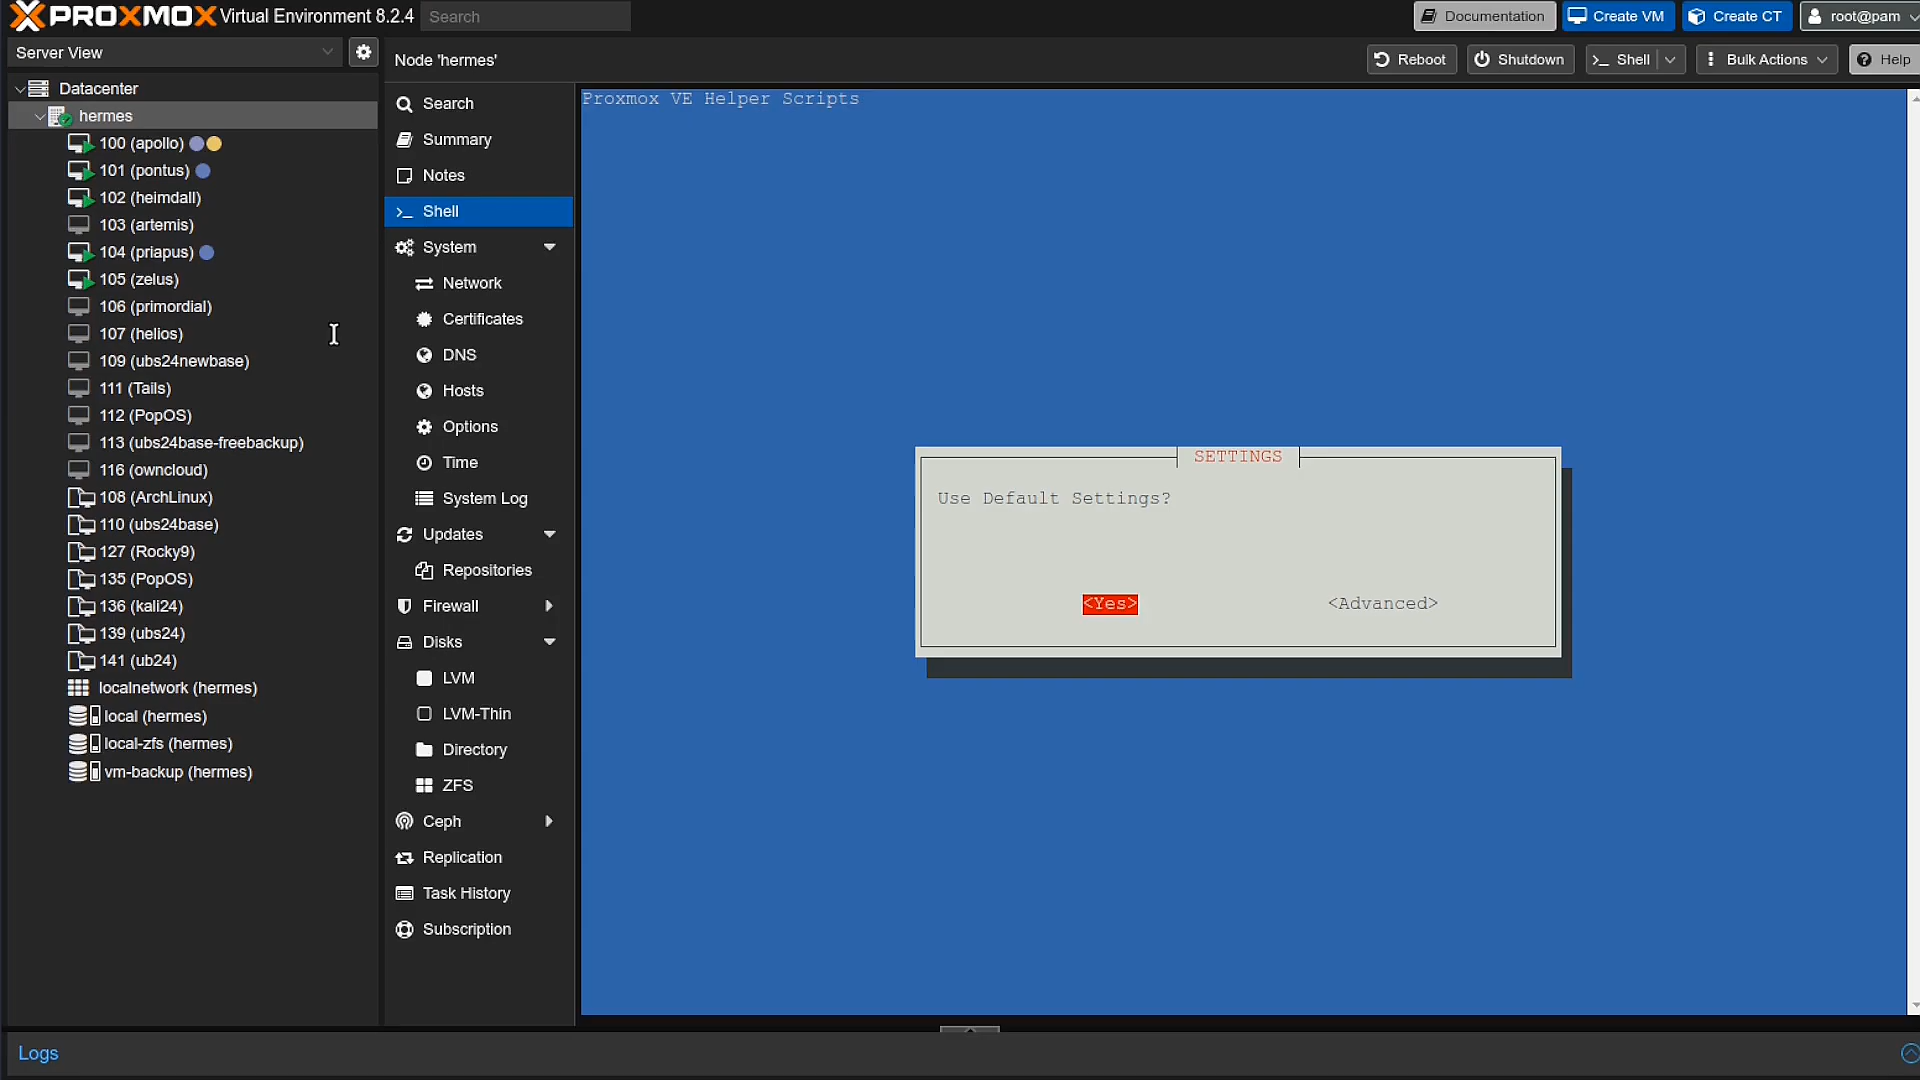 PROXMOX Virtual Environment 8.2.4 Search
Documentation Create VM Create CT root@pam
Server View
Node 'hermes' Reboot Shutdown >_ Shell Bulk Actions Help
Datacenter
hermes
100 (apollo)
101 (pontus)
102 (heimdall)
103 (artemis)
104 (priapus)
105 (zelus)
106 (primordial)
107 (helios)
109 (ubs24newbase)
111 (Tails)
112 (PopOS)
113 (ubs24base-freebackup)
116 (owncloud)
108 (ArchLinux)
110 (ubs24base)
127 (Rocky9)
135 (PopOS)
136 (kali24)
139 (ubs24)
141 (ub24)
localnetwork (hermes)
local (hermes)
local-zfs (hermes)
vm-backup (hermes)
Search
Summary
Notes
>_ Shell
System
Network
Certificates
DNS
Hosts
Options
Time
System Log
Updates
Repositories
Firewall
Disks
LVM
LVM-Thin
Directory
ZFS
Ceph
Replication
Task History
Subscription
Proxmox VE Helper Scripts
SETTINGS
Use Default Settings?
<Yes> <Advanced>
Logs